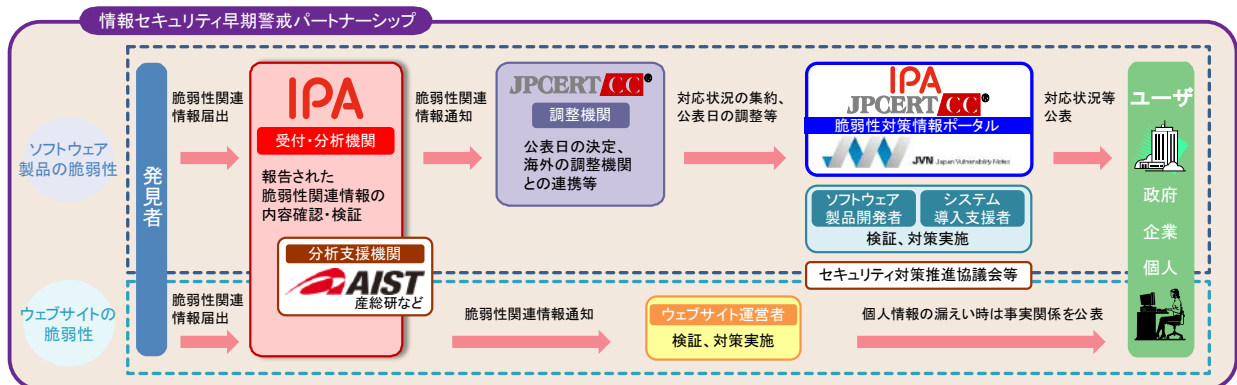 情報セキュリティ早期警戒パートナーシップ
ソフトウェア
製品の脆弱性
発見者
脆弱性関連
情報届出
IPA
受付・分析機関
報告された
脆弱性関連情報の
内容確認・検証
分析支援機関
AIST
産総研など
脆弱性関連
情報通知
JPCERT CC®
調整機関
公表日の決定、
海外の調整機関
との連携等
対応状況の集約、
公表日の調整等
IPA
JPCERT CC®
脆弱性対策情報ポータル
JVN Japan Vulnerability Notes
ソフトウェア
製品開発者
システム
導入支援者
検証、対策実施
セキュリティ対策推進協議会等
対応状況等
公表
ユーザ
政府
企業
個人
ウェブサイトの
脆弱性
脆弱性関連
情報届出
脆弱性関連情報通知
ウェブサイト運営者
検証、対策実施
個人情報の漏えい時は事実関係を公表